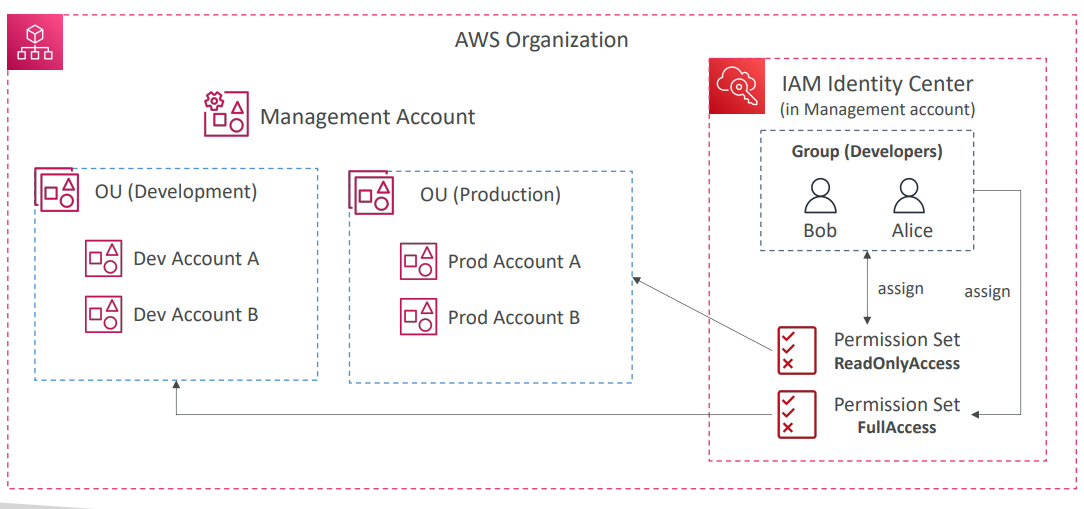 AWS Organization
Management Account
OU (Development)
Dev Account A
Dev Account B
OU (Production)
Prod Account A
Prod Account B
IAM Identity Center
(in Management account)
Group (Developers)
Bob
Alice
assign
assign
Permission Set
ReadOnlyAccess
Permission Set
FullAccess